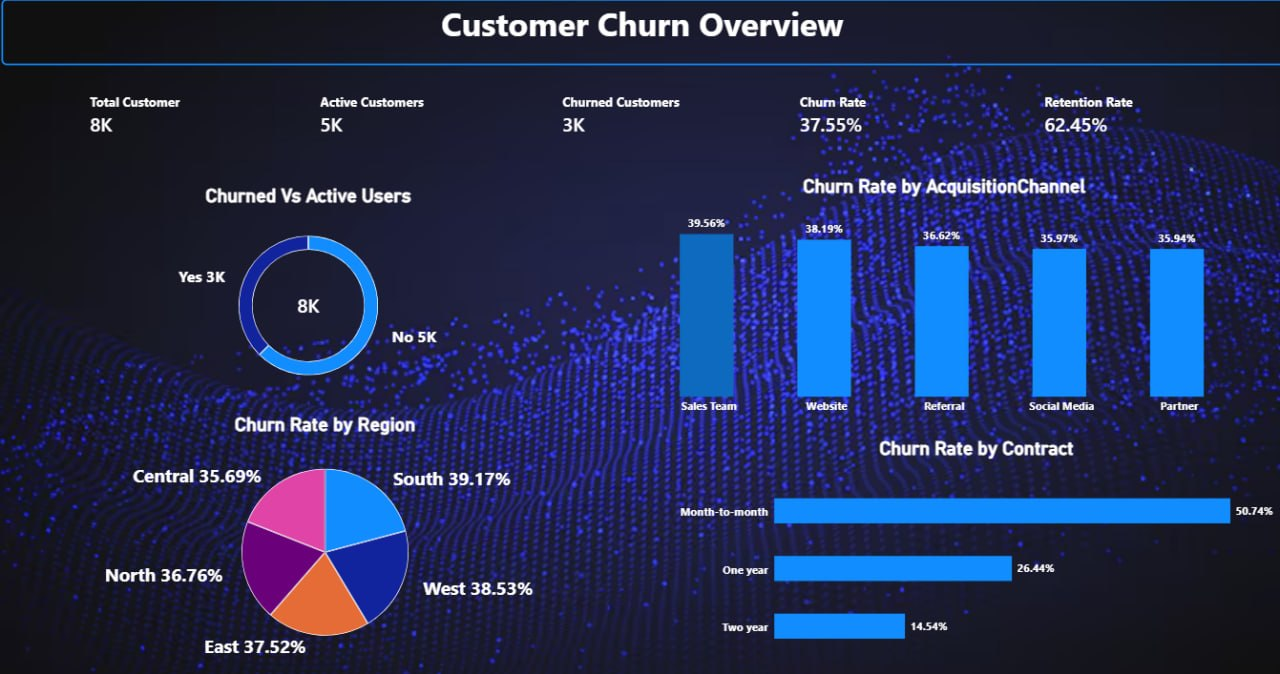 Customer Churn Overview
Total Customer
8K
Active Customers
5K
Churned Customers
3K
Churn Rate
37.55%
Retention Rate
62.45%
Churned Vs Active Users
Yes 3K
8K
No 5K
Churn Rate by AcquisitionChannel
39.56%
38.19%
36.62%
35.97%
35.94%
Sales Team
Website
Referral
Social Media
Partner
Churn Rate by Region
Central 35.69%
South 39.17%
North 36.76%
West 38.53%
East 37.52%
Churn Rate by Contract
Month-to-month
50.74%
One year
26.44%
Two year
14.54%